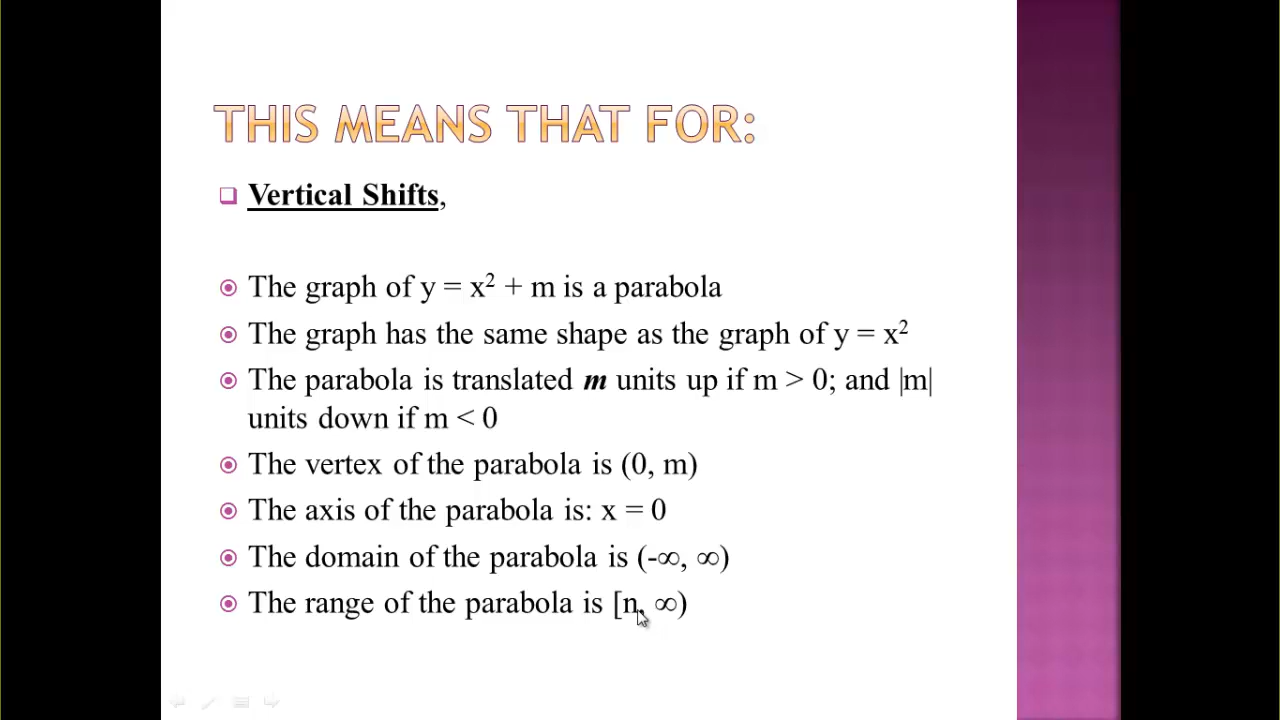 THIS MEANS THAT FOR:
Vertical Shifts,
The graph of y = x² + m is a parabola
The graph has the same shape as the graph of y = x²
The parabola is translated m units up if m > 0; and |m|
units down if m < 0
The vertex of the parabola is (0, m)
The axis of the parabola is: x = 0
The domain of the parabola is (-∞, ∞)
The range of the parabola is [n, ∞)